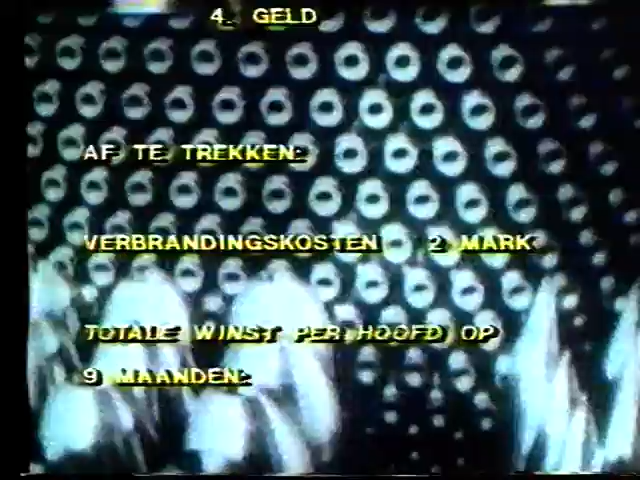 4. GELD
AF TE TREKKEN:
VERBRANDINGSKOSTEN 2 MARK
TOTALE WINST PER HOOFD OP
9 MAANDEN: